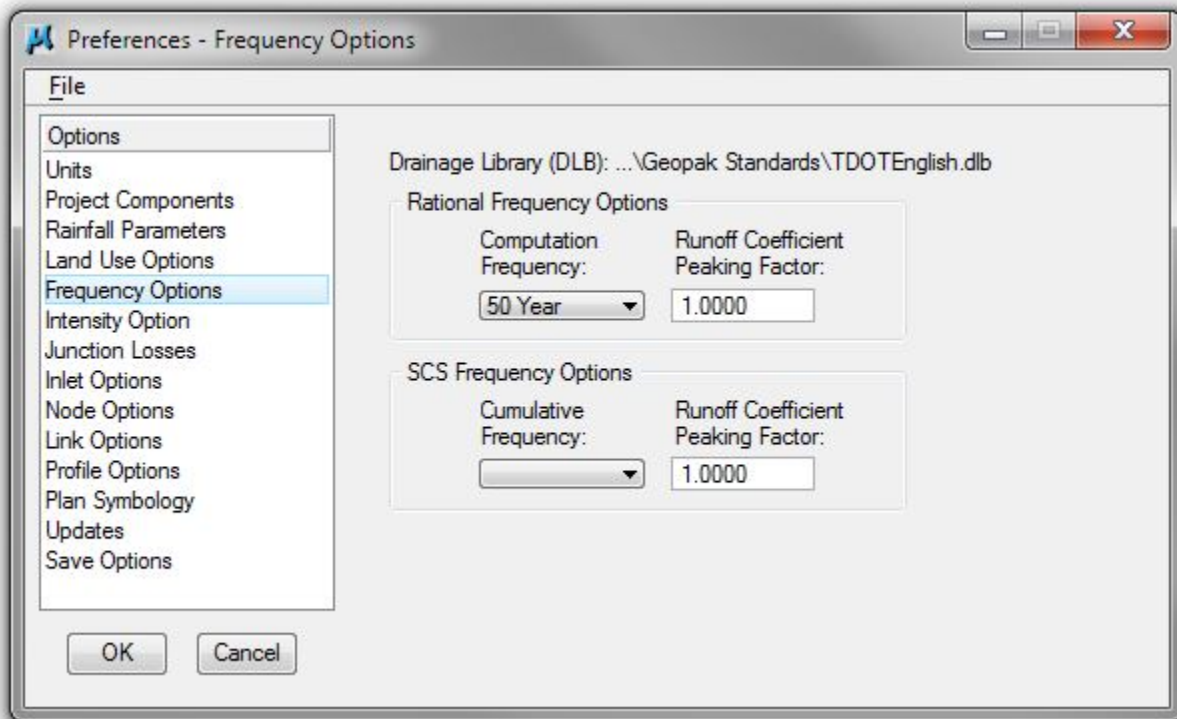 Preferences - Frequency Options
File
Options
Units
Project Components
Rainfall Parameters
Land Use Options
Frequency Options
Intensity Option
Junction Losses
Inlet Options
Node Options
Link Options
Profile Options
Plan Symbology
Updates
Save Options
OK Cancel
Drainage Library (DLB): ...\Geopak Standards\TDOTEnglish.dlb
Rational Frequency Options
Computation Runoff Coefficient
Frequency: Peaking Factor:
50 Year 1.0000
SCS Frequency Options
Cumulative Runoff Coefficient
Frequency: Peaking Factor:
1.0000